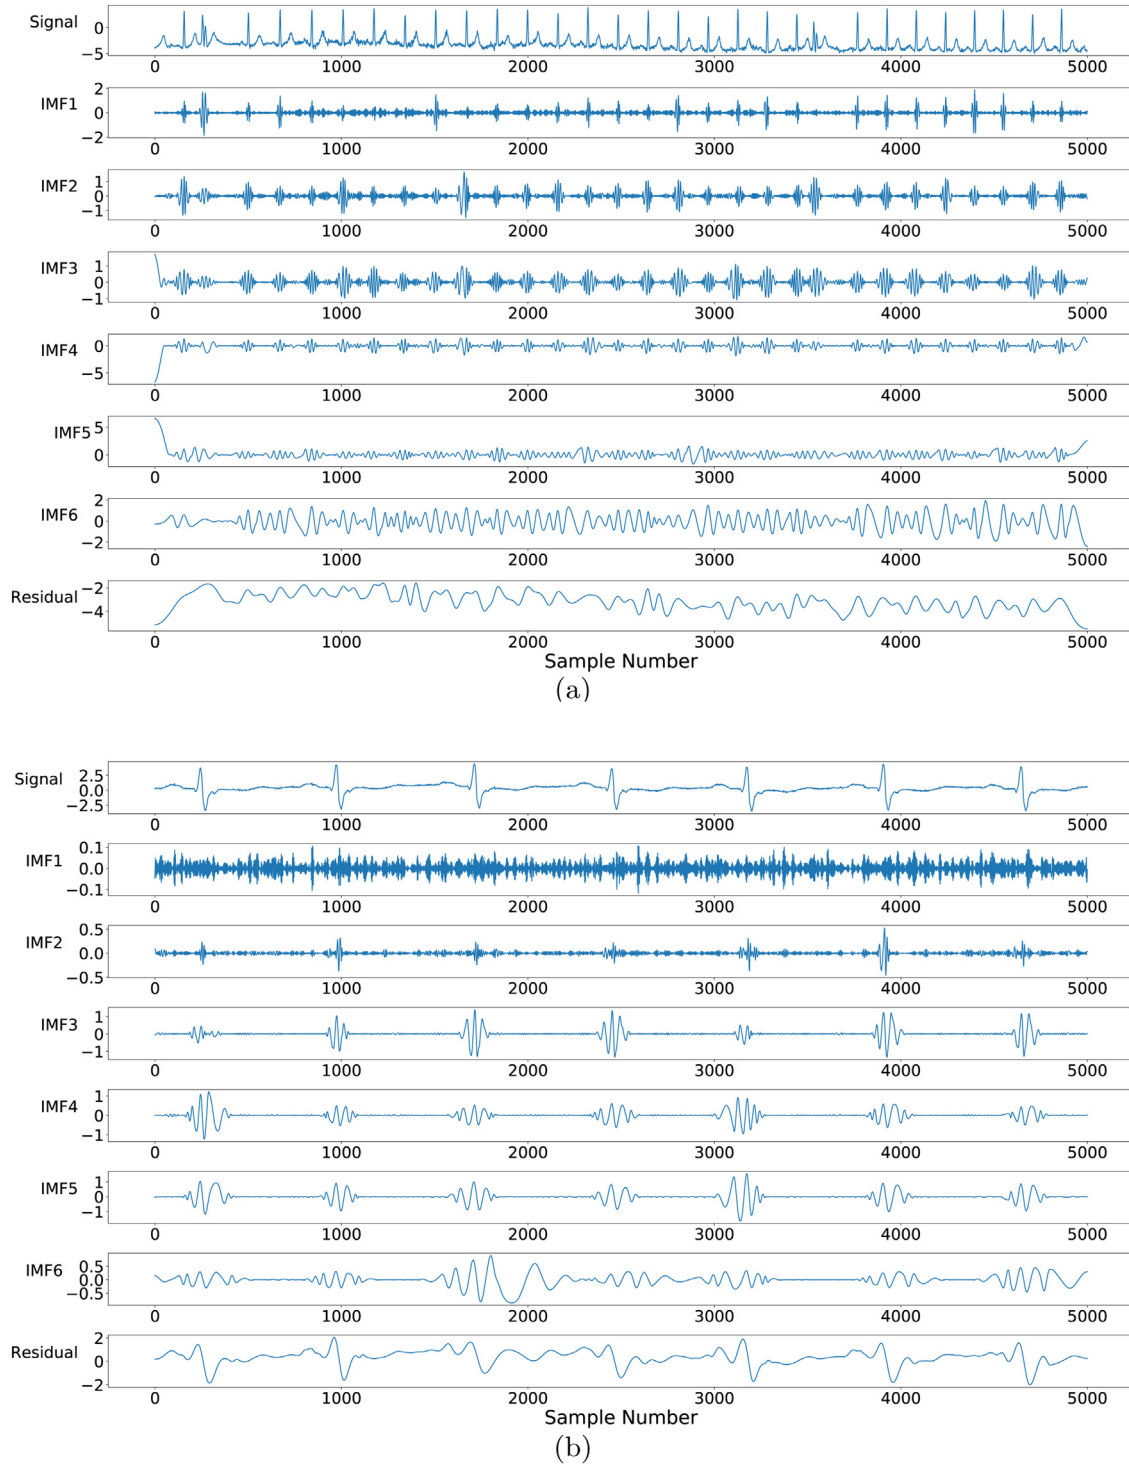 Signal 0 −5
0 1000 2000 3000 4000 5000
IMF1 2 0 −2
0 1000 2000 3000 4000 5000
IMF2 1 0 −1
0 1000 2000 3000 4000 5000
IMF3 1 0 −1
0 1000 2000 3000 4000 5000
IMF4 0 −5
0 1000 2000 3000 4000 5000
IMF5 5 0
0 1000 2000 3000 4000 5000
IMF6 2 0 −2
0 1000 2000 3000 4000 5000
Residual −2 −4
0 1000 2000 3000 4000 5000
Sample Number
(a)
Signal 2.5 0.0 −2.5
0 1000 2000 3000 4000 5000
IMF1 0.1 0.0 −0.1
0 1000 2000 3000 4000 5000
IMF2 0.5 0.0 −0.5
0 1000 2000 3000 4000 5000
IMF3 1 0 −1
0 1000 2000 3000 4000 5000
IMF4 1 0 −1
0 1000 2000 3000 4000 5000
IMF5 1 0 −1
0 1000 2000 3000 4000 5000
IMF6 0.5 0.0 −0.5
0 1000 2000 3000 4000 5000
Residual 2 0 −2
0 1000 2000 3000 4000 5000
Sample Number
(b)